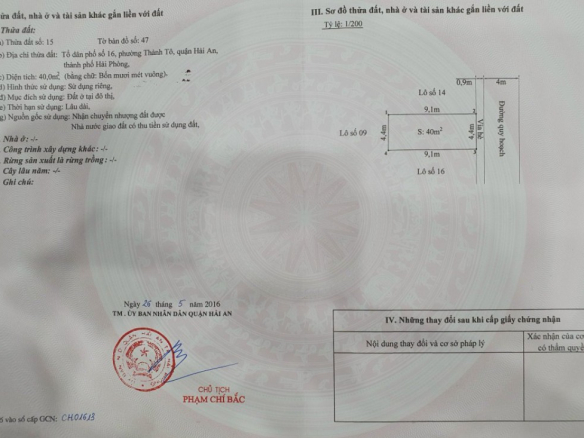 ửa đất, nhà ở và tài sản khác gắn liền với đất
Thửa đất:
a) Thửa đất số: 15 Tờ bản đồ số: 47
b) Địa chỉ thửa đất: Tổ dân phố số 16, phường Thành Tô, quận Hải An,
thành phố Hải Phòng,
c) Diện tích: 40,0m², (bằng chữ: Bốn mươi mét vuông).
d) Hình thức sử dụng: Sử dụng riêng,
đ) Mục đích sử dụng: Đất ở tại đô thị,
e) Thời hạn sử dụng: Lâu dài,
g) Nguồn gốc sử dụng: Nhận chuyển nhượng đất được
Nhà nước giao đất có thu tiền sử dụng đất,
Nhà ở: -/-
Công trình xây dựng khác: -/-
Rừng sản xuất là rừng trồng: -/-
Cây lâu năm: -/-
Ghi chú:
Ngày 26 tháng 5 năm 2016
TM. ỦY BAN NHÂN DÂN QUẬN HẢI AN
CHỦ TỊCH
PHẠM CHÍ BẮC
ố vào sổ cấp GCN: CH01613
III. Sơ đồ thửa đất, nhà ở và tài sản khác gắn liền với đất
Tỷ lệ: 1/200
0,9m 4m
Lô số 14
9,1m
1 2
Lô số 09
4,4m
S: 40m²
4,4m
Vỉa hè
Đường quy hoạch
4 3
9,1m
Lô số 16
IV. Những thay đổi sau khi cấp giấy chứng nhận
Nội dung thay đổi và cơ sở pháp lý
Xác nhận của cơ
có thẩm quyề